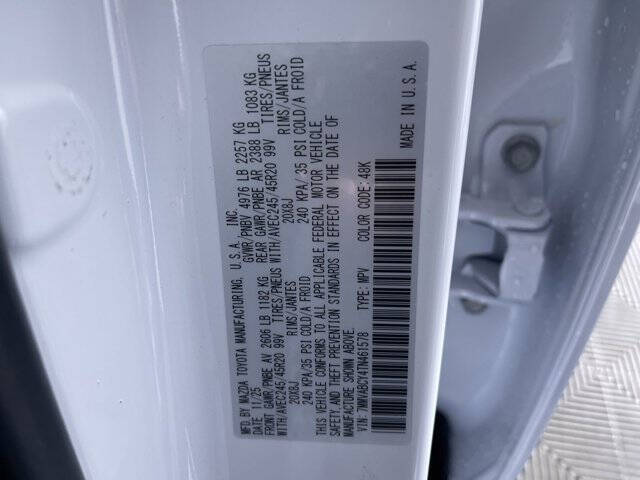 MFD. BY MAZDA TOYOTA MANUFACTURING, U.S.A., INC.
DATE 11/25 GVWR/PNBV 4976 LB 2257 KG
FRONT GAWR/PNBE AV 2606 LB 1182 KG REAR GAWR/PNBE AR 2388 LB 1083 KG
WITH/AVEC245/45R20 99V TIRES/PNEUS WITH/AVEC245/45R20 99V TIRES/PNEUS
20X8J RIMS/JANTES 20X8J RIMS/JANTES
240 KPA/35 PSI COLD/A FROID 240 KPA/35 PSI COLD/A FROID
THIS VEHICLE CONFORMS TO ALL APPLICABLE FEDERAL MOTOR VEHICLE
SAFETY AND THEFT PREVENTION STANDARDS IN EFFECT ON THE DATE OF
MANUFACTURE SHOWN ABOVE.
VIN: 7MMVABCY4TN461578 TYPE: MPV COLOR CODE: 48K
MADE IN U.S.A.